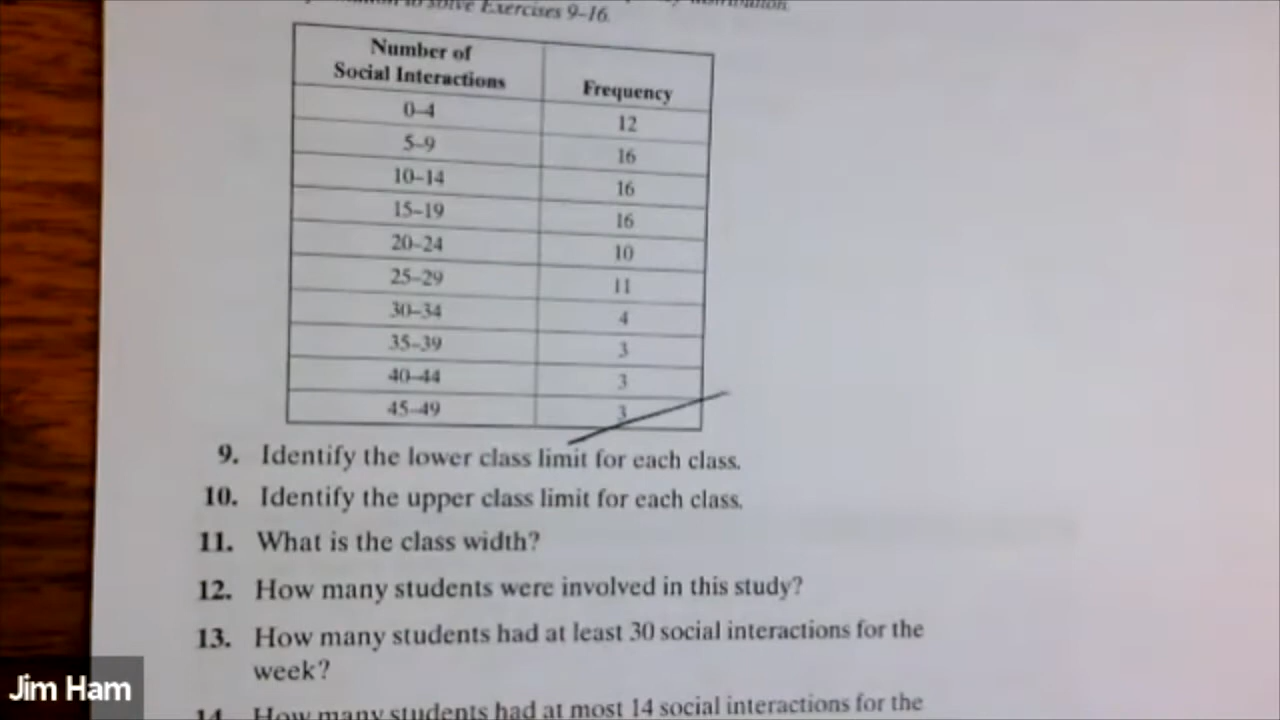 to solve Exercises 9–16.
Number of
Social Interactions
Frequency
0–4 12
5–9 16
10–14 16
15–19 16
20–24 10
25–29 11
30–34 4
35–39 3
40–44 3
45–49 3
9. Identify the lower class limit for each class.
10. Identify the upper class limit for each class.
11. What is the class width?
12. How many students were involved in this study?
13. How many students had at least 30 social interactions for the
week?
14. How many students had at most 14 social interactions for the
Jim Ham